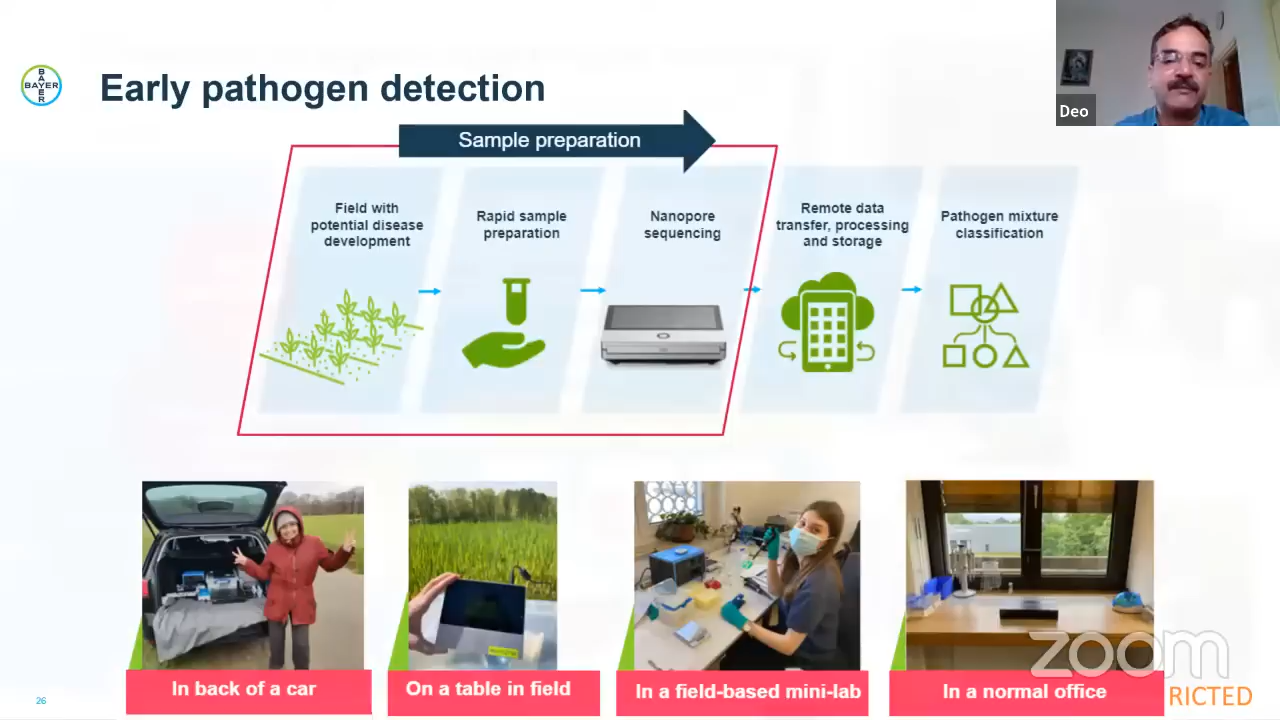 BAYER
BAYER
Early pathogen detection
Deo
Sample preparation
Field with
potential disease
development
Rapid sample
preparation
Nanopore
sequencing
Remote data
transfer, processing
and storage
Pathogen mixture
classification
In back of a car
On a table in field
In a field-based mini-lab
In a normal office
zoom
RICTED
26